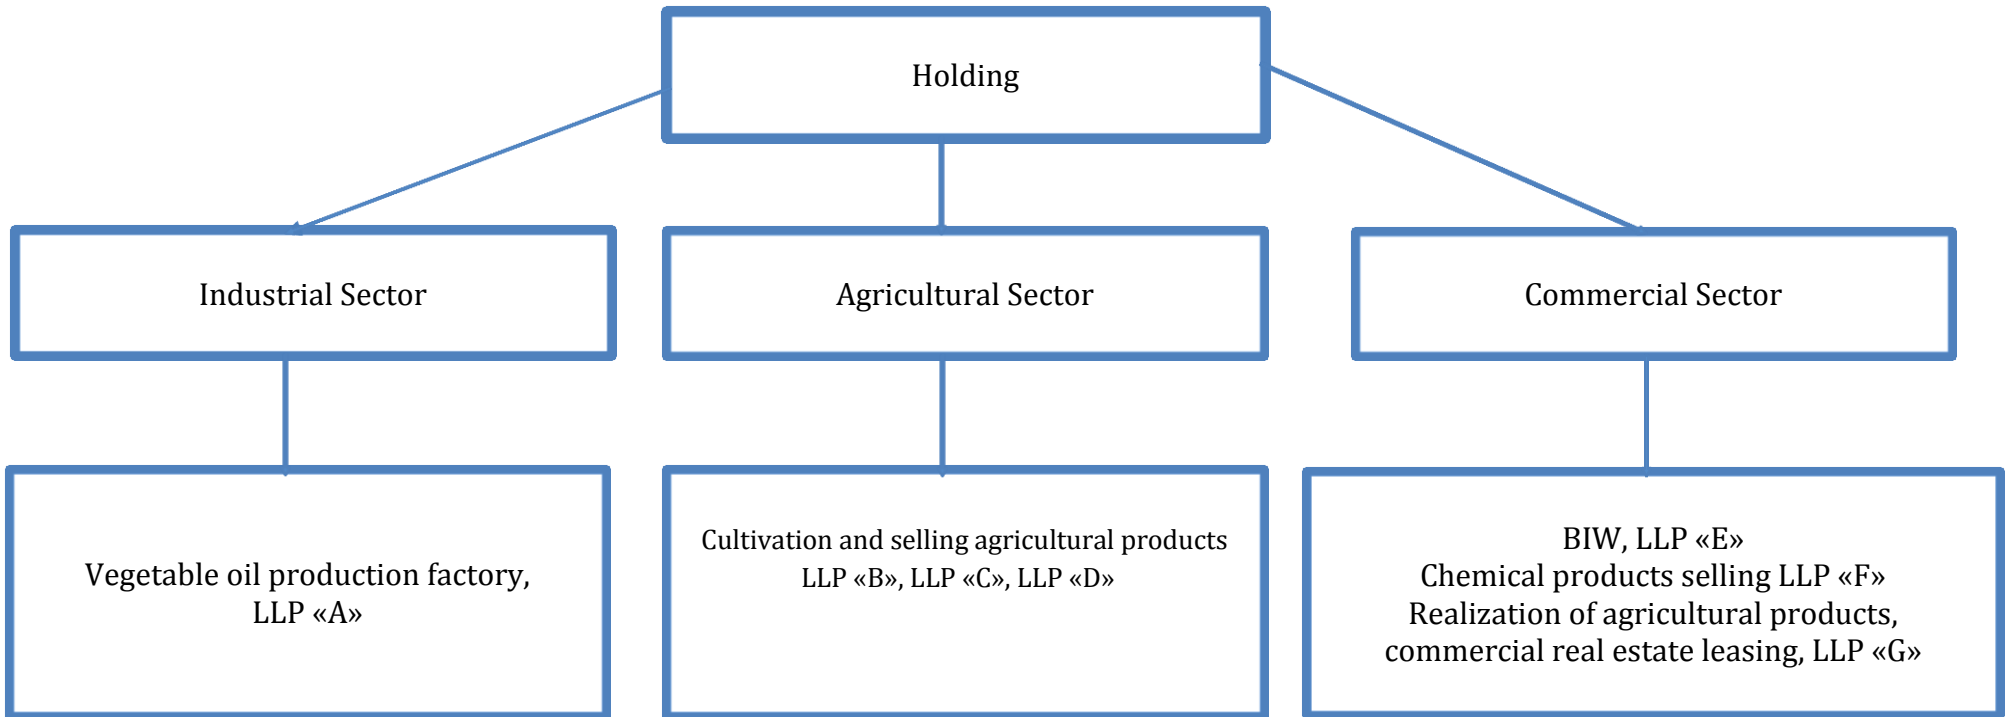 Holding
Industrial Sector
Agricultural Sector
Commercial Sector
Vegetable oil production factory,
LLP «A»
Cultivation and selling agricultural products
LLP «B», LLP «C», LLP «D»
BIW, LLP «E»
Chemical products selling LLP «F»
Realization of agricultural products,
commercial real estate leasing, LLP «G»